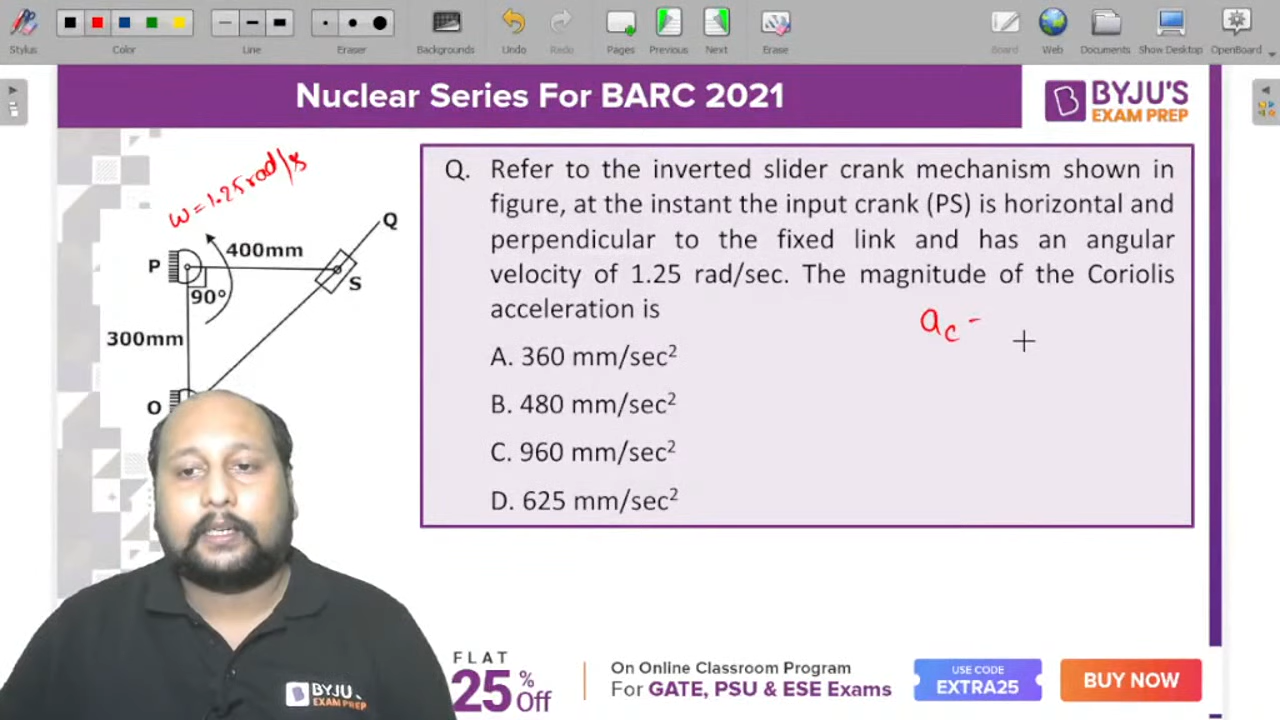 Stylus
Color
Line
Eraser
Backgrounds
Undo
Redo
Pages
Previous
Next
Erase
Board
Web
Documents
Show Desktop
OpenBoard
Nuclear Series For BARC 2021
BYJU'S
EXAM PREP
ω = 1.25 rad/s
Q
400mm
P
S
90°
300mm
O
Q. Refer to the inverted slider crank mechanism shown in
figure, at the instant the input crank (PS) is horizontal and
perpendicular to the fixed link and has an angular
velocity of 1.25 rad/sec. The magnitude of the Coriolis
acceleration is
a_c -
A. 360 mm/sec²
B. 480 mm/sec²
C. 960 mm/sec²
D. 625 mm/sec²
BYJU'S
EXAM PREP
FLAT
25% Off
On Online Classroom Program
For GATE, PSU & ESE Exams
USE CODE
EXTRA25
BUY NOW